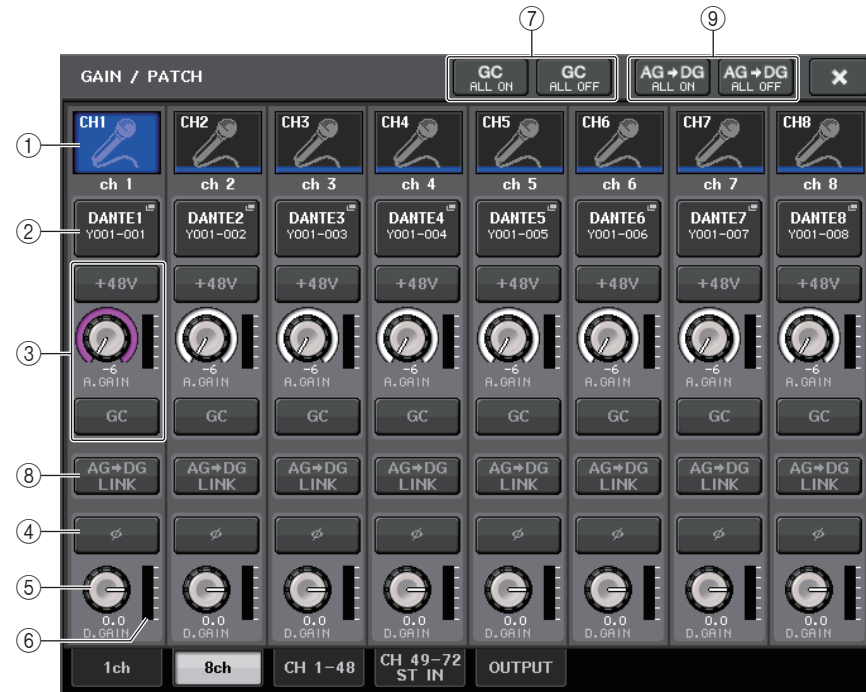 ⑦ ⑨
GAIN / PATCH
GC ALL ON
GC ALL OFF
AG➔DG ALL ON
AG➔DG ALL OFF
×
① CH1 CH2 CH3 CH4 CH5 CH6 CH7 CH8
ch 1 ch 2 ch 3 ch 4 ch 5 ch 6 ch 7 ch 8
② DANTE1 DANTE2 DANTE3 DANTE4 DANTE5 DANTE6 DANTE7 DANTE8
Y001-001 Y001-002 Y001-003 Y001-004 Y001-005 Y001-006 Y001-007 Y001-008
+48V +48V +48V +48V +48V +48V +48V +48V
③
-6 -6 -6 -6 -6 -6 -6 -6
A.GAIN A.GAIN A.GAIN A.GAIN A.GAIN A.GAIN A.GAIN A.GAIN
GC GC GC GC GC GC GC GC
⑧ AG➔DG AG➔DG AG➔DG AG➔DG AG➔DG AG➔DG AG➔DG AG➔DG
LINK LINK LINK LINK LINK LINK LINK LINK
④ ø ø ø ø ø ø ø ø
⑤
⑥ 0.0 0.0 0.0 0.0 0.0 0.0 0.0 0.0
D.GAIN D.GAIN D.GAIN D.GAIN D.GAIN D.GAIN D.GAIN D.GAIN
1ch 8ch CH 1-48 CH 49-72 ST IN OUTPUT